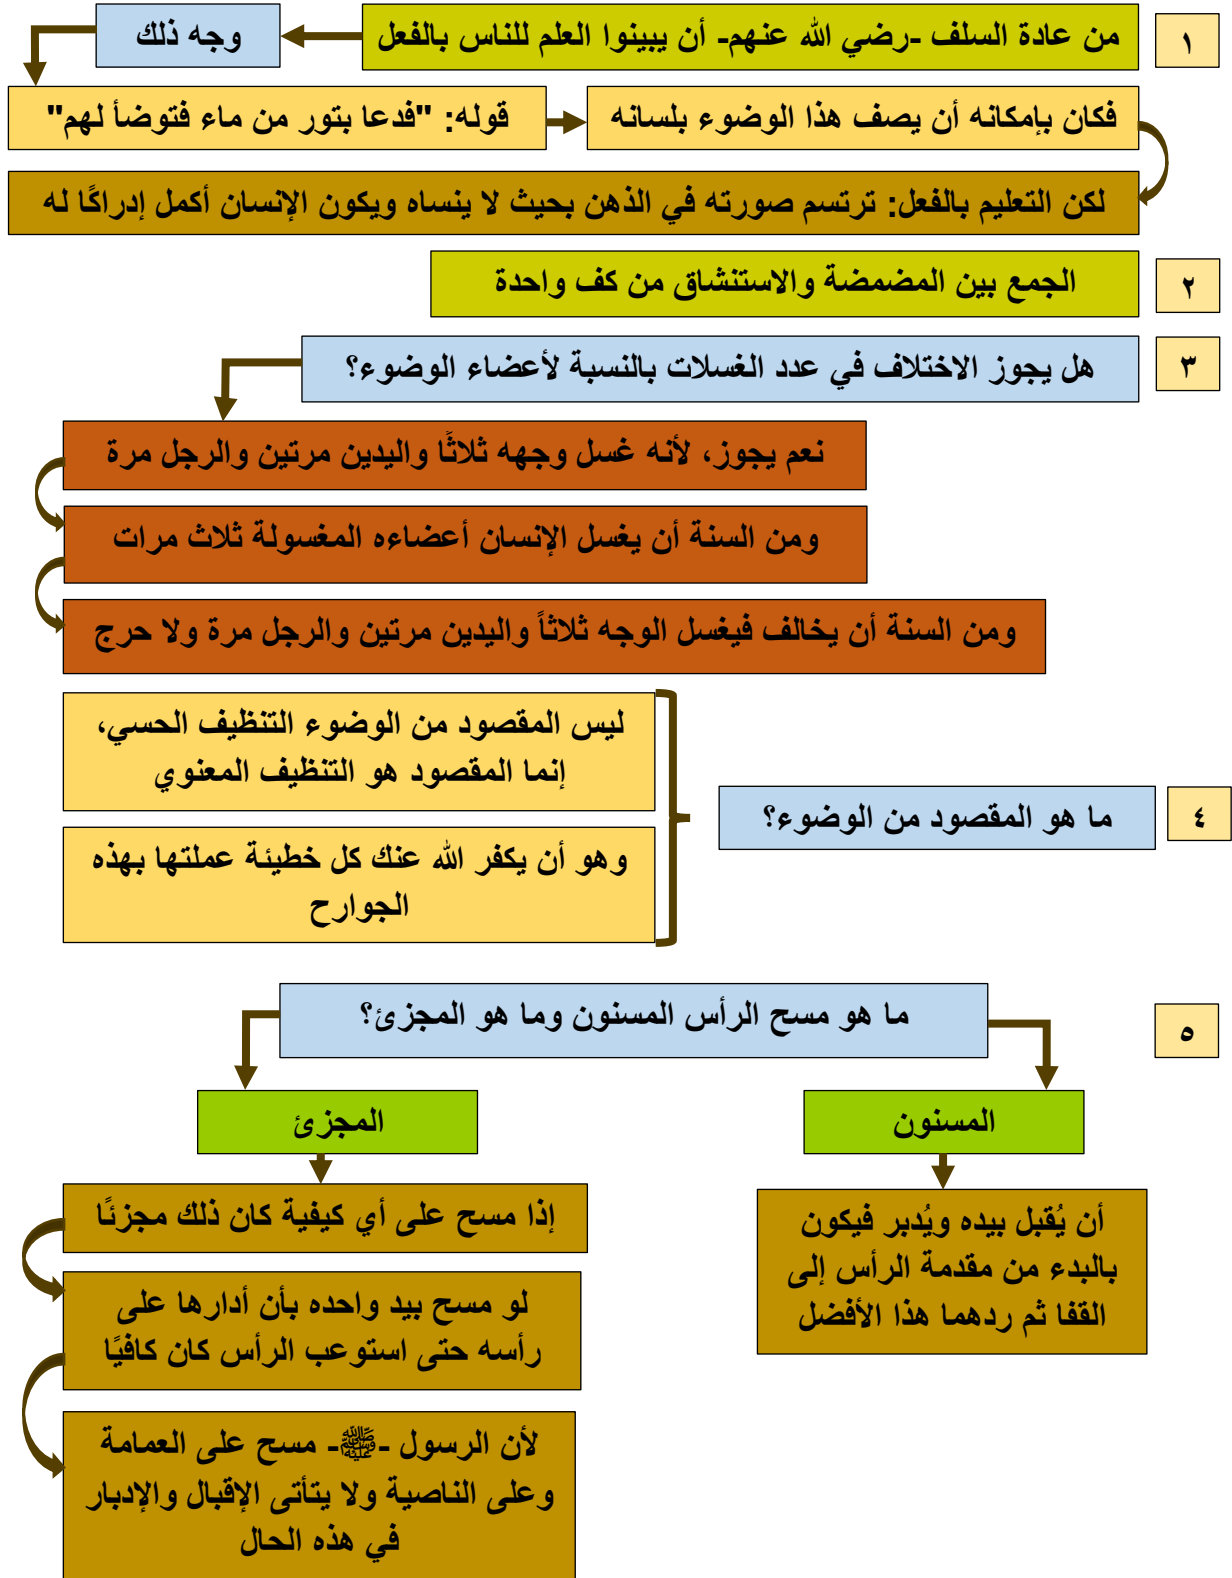 ١
من عادة السلف -رضي الله عنهم- أن يبينوا العلم للناس بالفعل
وجه ذلك
قوله: "فدعا بتور من ماء فتوضأ لهم"
فكان بإمكانه أن يصف هذا الوضوء بلسانه
لكن التعليم بالفعل: ترتسم صورته في الذهن بحيث لا ينساه ويكون الإنسان أكمل إدراكًا له
٢
الجمع بين المضمضة والاستنشاق من كف واحدة
٣
هل يجوز الاختلاف في عدد الغسلات بالنسبة لأعضاء الوضوء؟
نعم يجوز، لأنه غسل وجهه ثلاثًا واليدين مرتين والرجل مرة
ومن السنة أن يغسل الإنسان أعضاءه المغسولة ثلاث مرات
ومن السنة أن يخالف فيغسل الوجه ثلاثاً واليدين مرتين والرجل مرة ولا حرج
٤
ما هو المقصود من الوضوء؟
ليس المقصود من الوضوء التنظيف الحسي،
إنما المقصود هو التنظيف المعنوي
وهو أن يكفر الله عنك كل خطيئة عملتها بهذه
الجوارح
٥
ما هو مسح الرأس المسنون وما هو المجزئ؟
المسنون
أن يُقبل بيده ويُدبر فيكون
بالبدء من مقدمة الرأس إلى
القفا ثم ردهما هذا الأفضل
المجزئ
إذا مسح على أي كيفية كان ذلك مجزئًا
لو مسح بيد واحده بأن أدارها على
رأسه حتى استوعب الرأس كان كافيًا
لأن الرسول -ﷺ- مسح على العمامة
وعلى الناصية ولا يتأتى الإقبال والإدبار
في هذه الحال